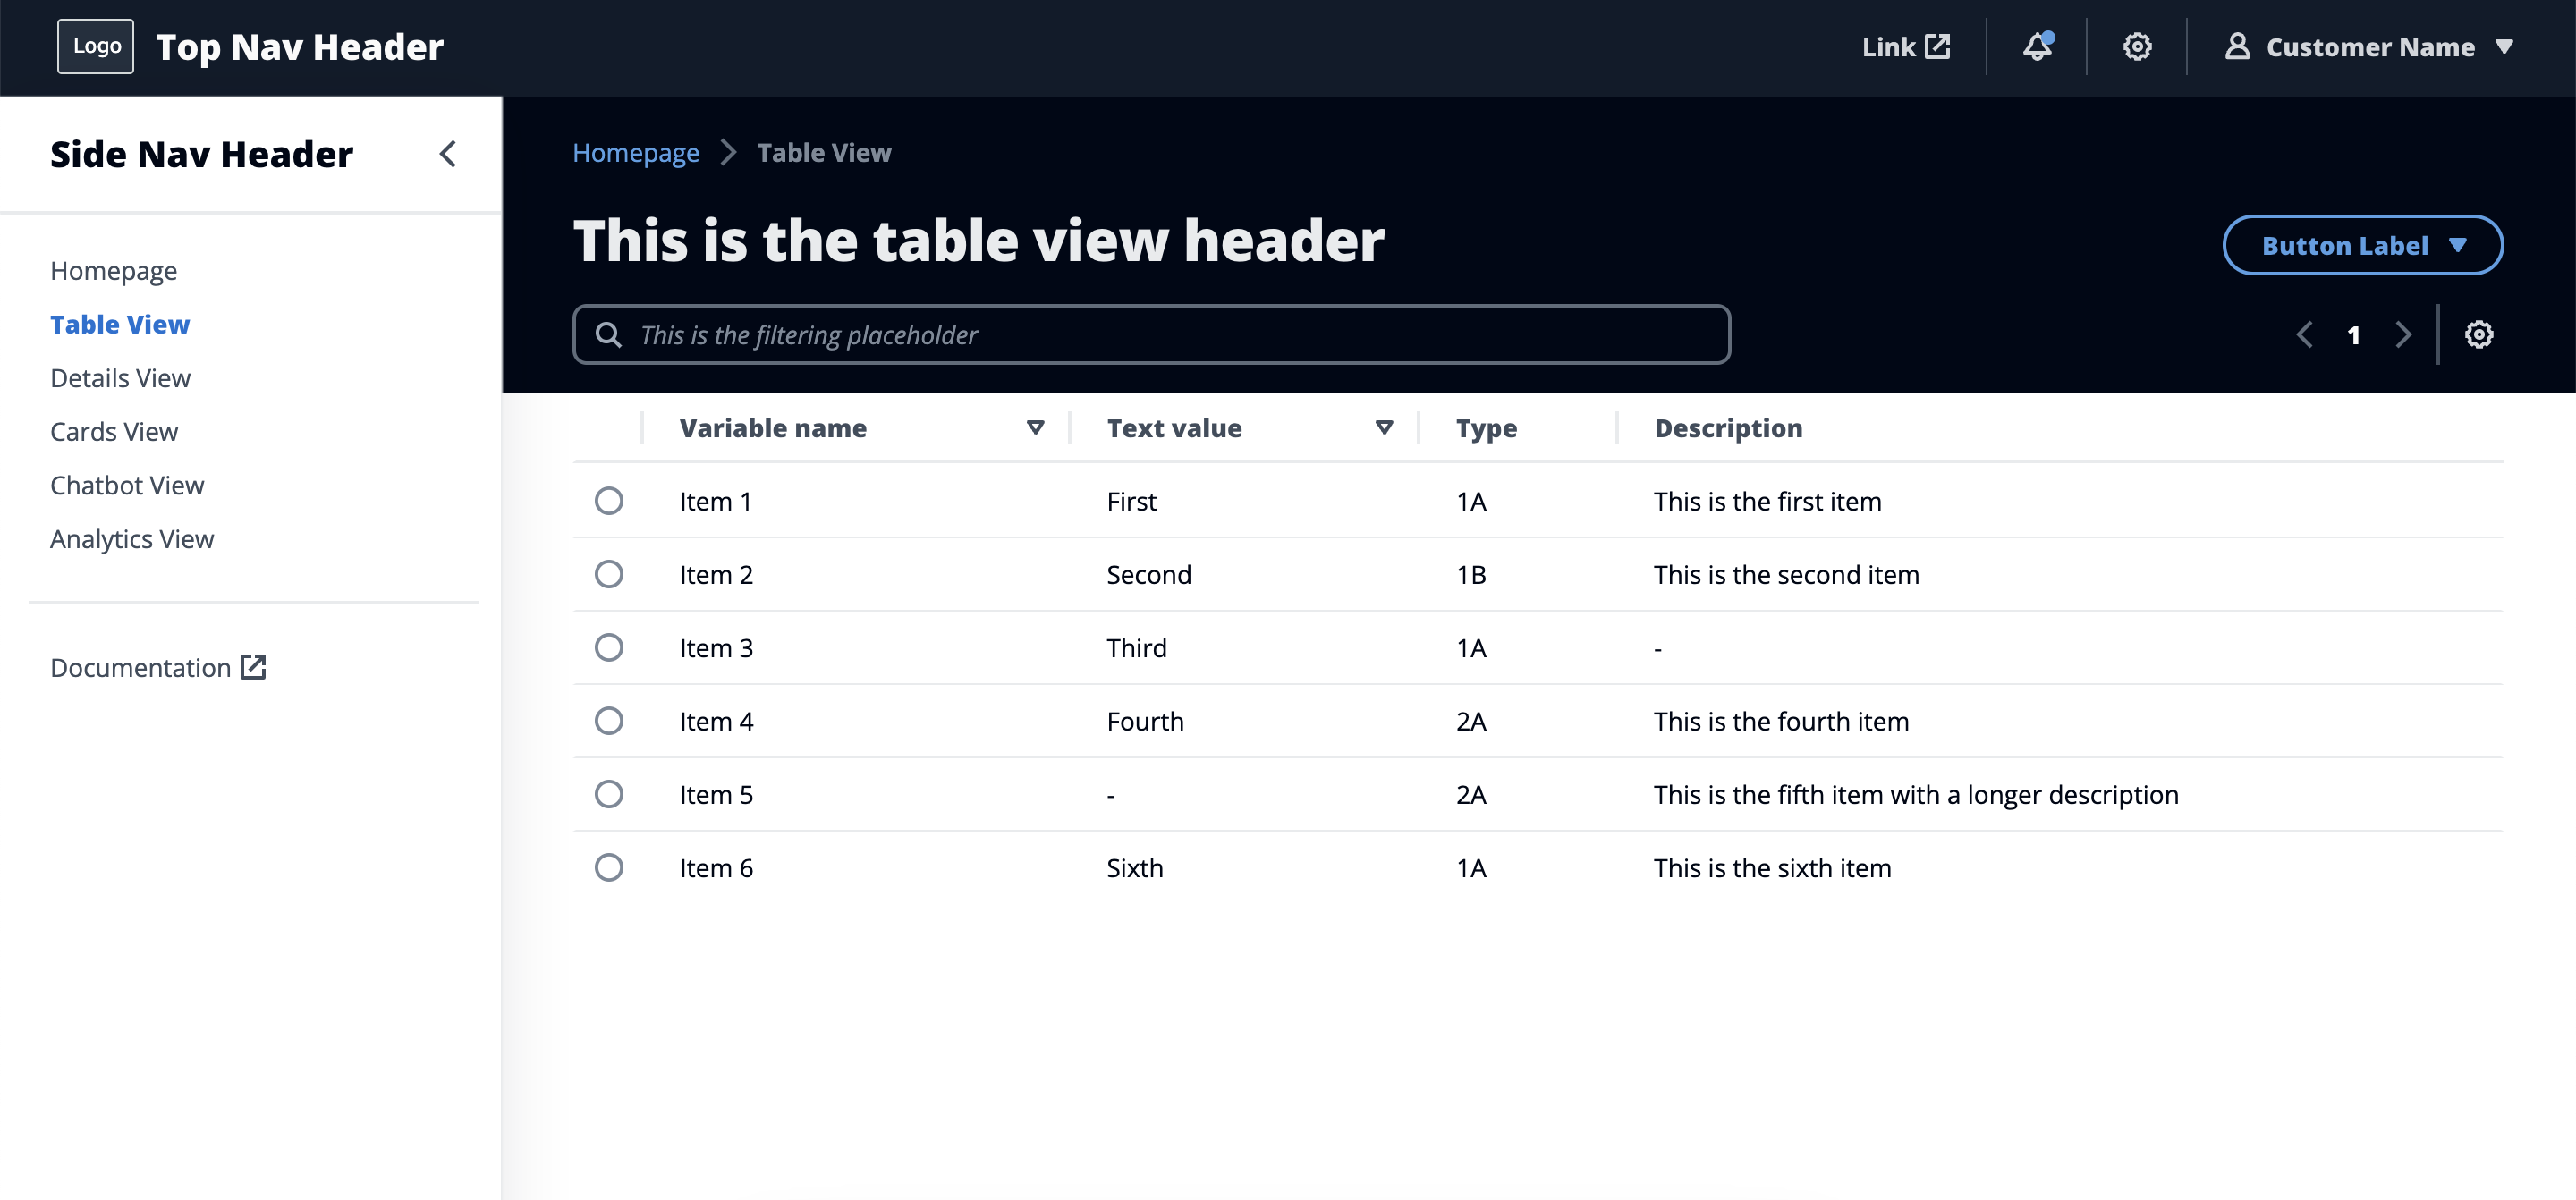 Logo Top Nav Header Link Customer Name
Side Nav Header
Homepage
Table View
Details View
Cards View
Chatbot View
Analytics View
Documentation
Homepage Table View
This is the table view header
Button Label
This is the filtering placeholder
1
Variable name Text value Type Description
Item 1 First 1A This is the first item
Item 2 Second 1B This is the second item
Item 3 Third 1A -
Item 4 Fourth 2A This is the fourth item
Item 5 - 2A This is the fifth item with a longer description
Item 6 Sixth 1A This is the sixth item